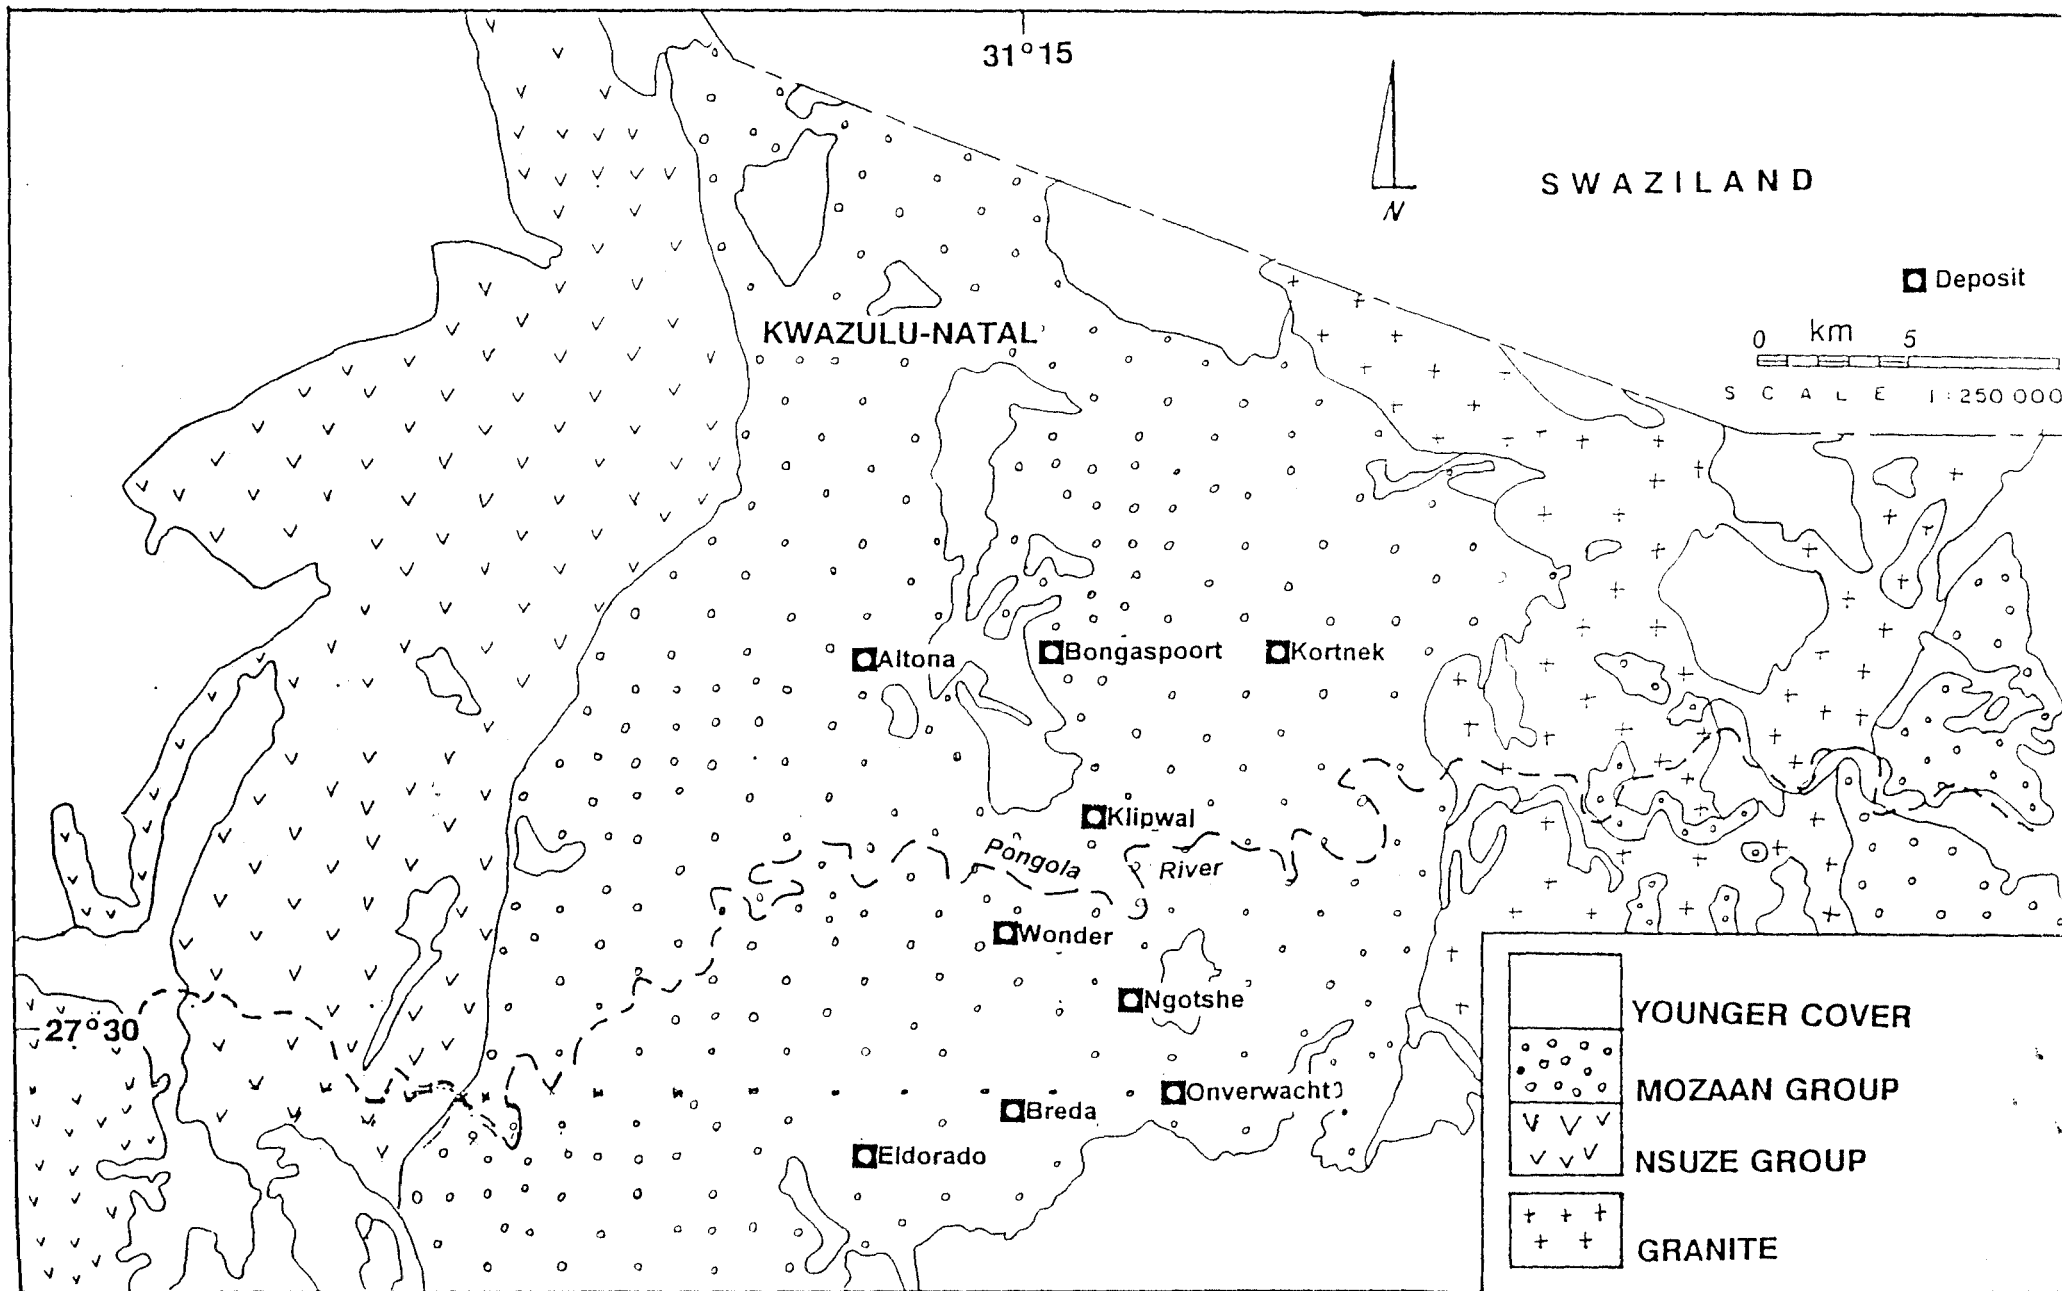 31°15
SWAZILAND
N
Deposit
0 km 5
SCALE 1:250 000
KWAZULU-NATAL
Altona
Bongaspoort
Kortnek
Klipwal
Pongola River
Wonder
Ngotshe
27°30
Onverwacht
Breda
Eldorado
YOUNGER COVER
MOZAAN GROUP
NSUZE GROUP
GRANITE